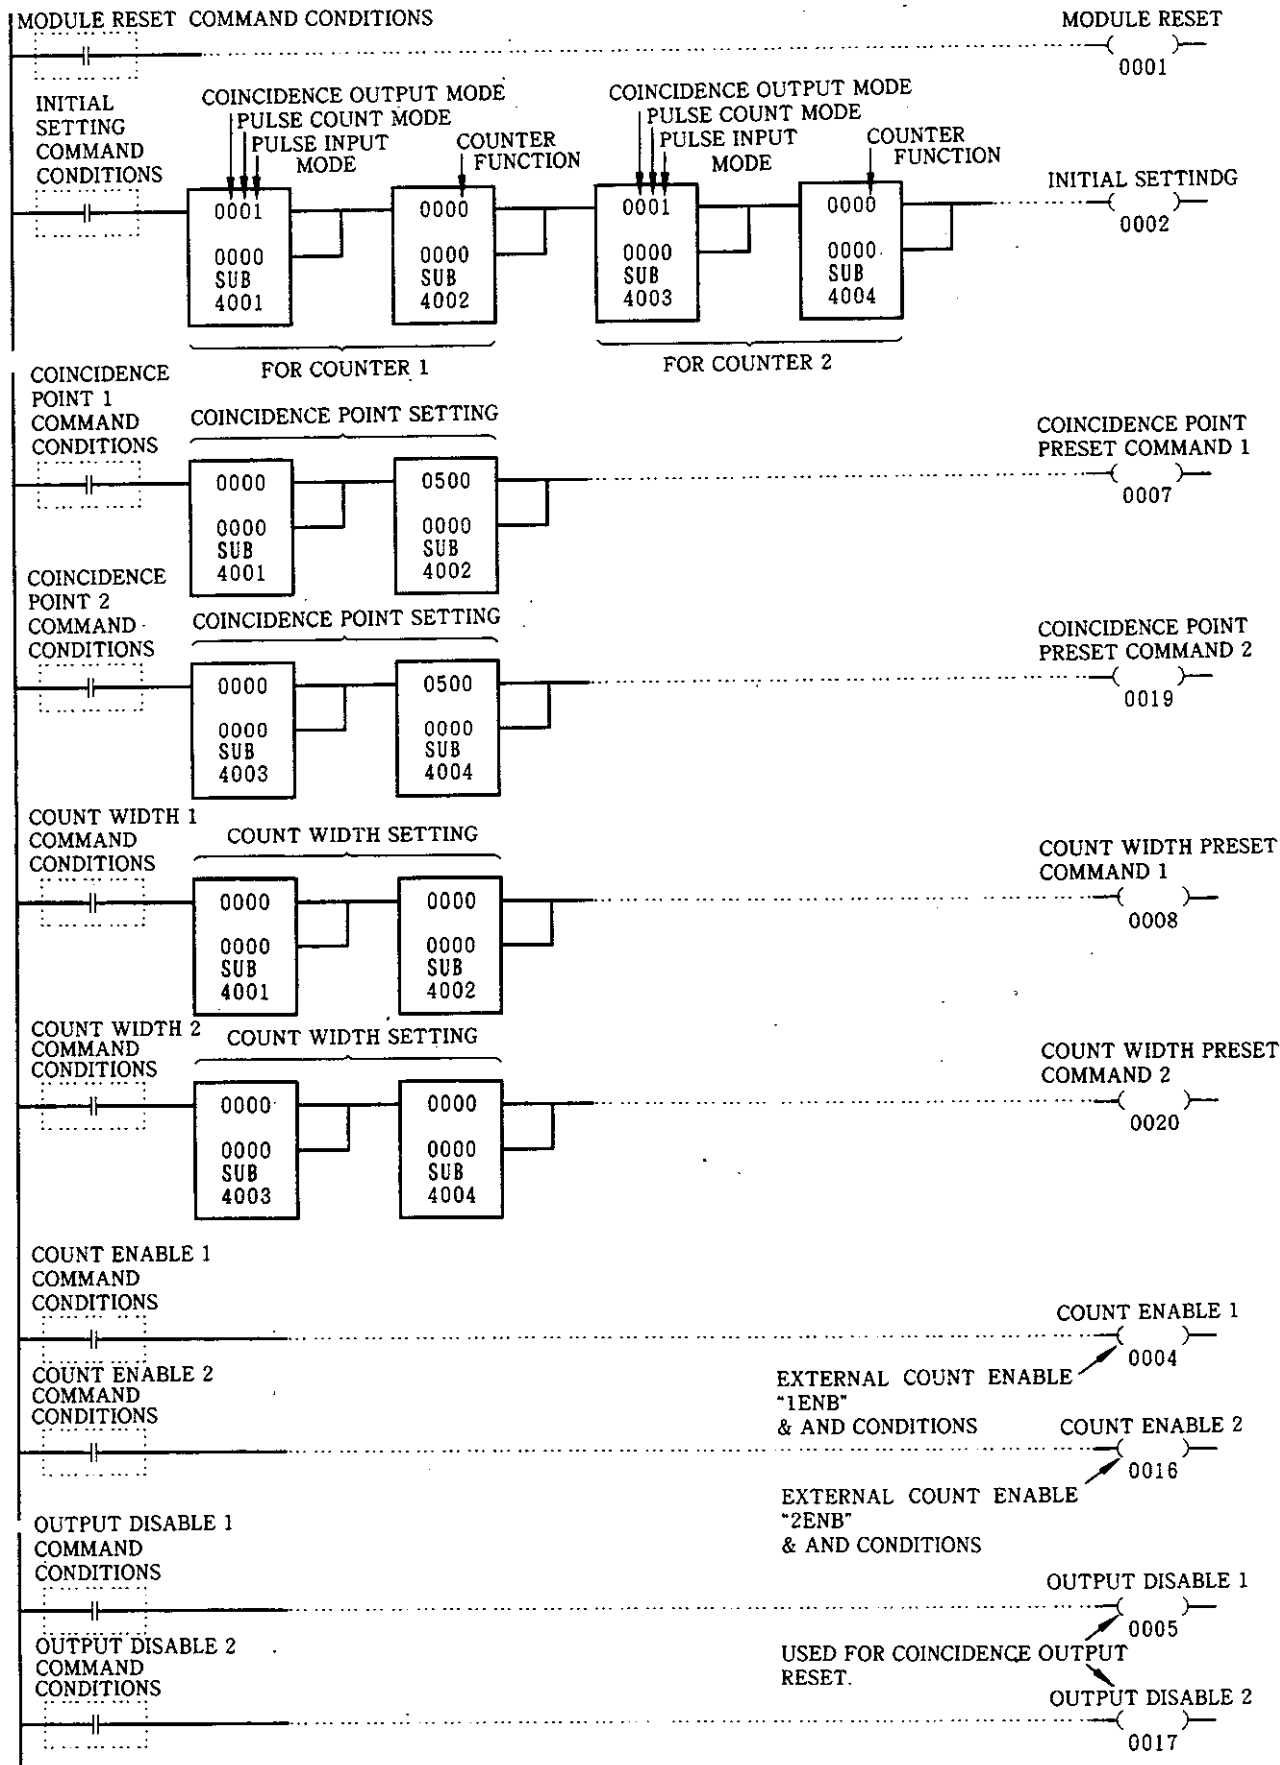 MODULE RESET COMMAND CONDITIONS
MODULE RESET
0001
INITIAL
SETTING
COMMAND
CONDITIONS
COINCIDENCE OUTPUT MODE
PULSE COUNT MODE
PULSE INPUT
MODE
COUNTER
FUNCTION
COINCIDENCE OUTPUT MODE
PULSE COUNT MODE
PULSE INPUT
MODE
COUNTER
FUNCTION
INITIAL SETTINDG
0002
0001
0000
SUB
4001
0000
0000
SUB
4002
0001
0000
SUB
4003
0000
0000
SUB
4004
FOR COUNTER 1
FOR COUNTER 2
COINCIDENCE
POINT 1
COMMAND
CONDITIONS
COINCIDENCE POINT SETTING
0000
0000
SUB
4001
0500
0000
SUB
4002
COINCIDENCE POINT
PRESET COMMAND 1
0007
COINCIDENCE
POINT 2
COMMAND
CONDITIONS
COINCIDENCE POINT SETTING
0000
0000
SUB
4003
0500
0000
SUB
4004
COINCIDENCE POINT
PRESET COMMAND 2
0019
COUNT WIDTH 1
COMMAND
CONDITIONS
COUNT WIDTH SETTING
0000
0000
SUB
4001
0000
0000
SUB
4002
COUNT WIDTH PRESET
COMMAND 1
0008
COUNT WIDTH 2
COMMAND
CONDITIONS
COUNT WIDTH SETTING
0000
0000
SUB
4003
0000
0000
SUB
4004
COUNT WIDTH PRESET
COMMAND 2
0020
COUNT ENABLE 1
COMMAND
CONDITIONS
COUNT ENABLE 1
0004
EXTERNAL COUNT ENABLE
"1ENB"
& AND CONDITIONS
COUNT ENABLE 2
COMMAND
CONDITIONS
COUNT ENABLE 2
0016
EXTERNAL COUNT ENABLE
"2ENB"
& AND CONDITIONS
OUTPUT DISABLE 1
COMMAND
CONDITIONS
OUTPUT DISABLE 1
0005
USED FOR COINCIDENCE OUTPUT
RESET.
OUTPUT DISABLE 2
COMMAND
CONDITIONS
OUTPUT DISABLE 2
0017